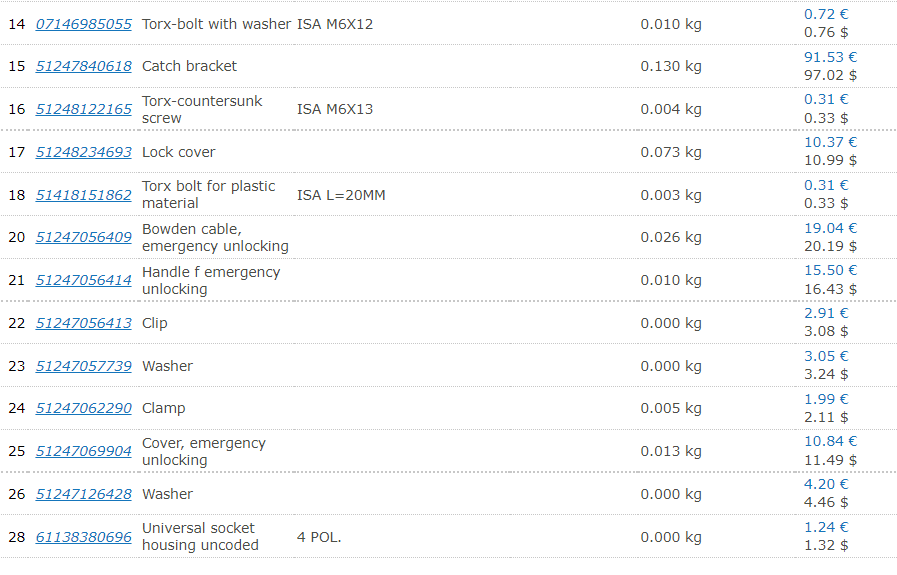 14 07146985055 Torx-bolt with washer ISA M6X12 0.010 kg 0.72 €
0.76 $
15 51247840618 Catch bracket 0.130 kg 91.53 €
97.02 $
16 51248122165 Torx-countersunk
screw ISA M6X13 0.004 kg 0.31 €
0.33 $
17 51248234693 Lock cover 0.073 kg 10.37 €
10.99 $
18 51418151862 Torx bolt for plastic
material ISA L=20MM 0.003 kg 0.31 €
0.33 $
20 51247056409 Bowden cable,
emergency unlocking 0.026 kg 19.04 €
20.19 $
21 51247056414 Handle f emergency
unlocking 0.010 kg 15.50 €
16.43 $
22 51247056413 Clip 0.000 kg 2.91 €
3.08 $
23 51247057739 Washer 0.000 kg 3.05 €
3.24 $
24 51247062290 Clamp 0.005 kg 1.99 €
2.11 $
25 51247069904 Cover, emergency
unlocking 0.013 kg 10.84 €
11.49 $
26 51247126428 Washer 0.000 kg 4.20 €
4.46 $
28 61138380696 Universal socket
housing uncoded 4 POL. 0.000 kg 1.24 €
1.32 $